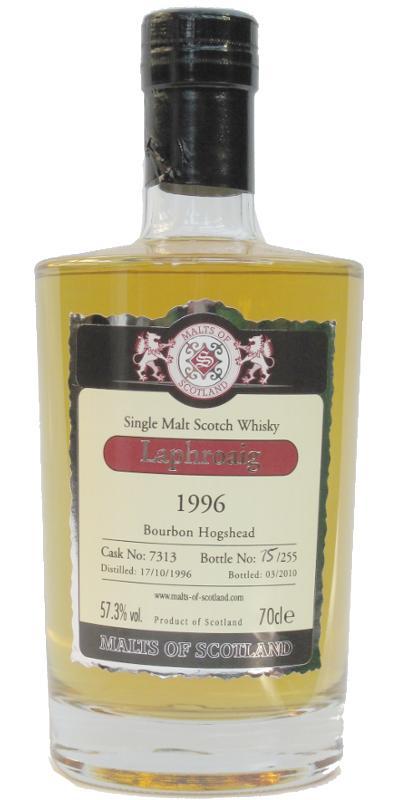 MALTS OF
S
SCOTLAND
Single Malt Scotch Whisky
Laphroaig
1996
Bourbon Hogshead
Cask No: 7313 Bottle No: 75/255
Distilled: 17/10/1996 Bottled: 03/2010
www.malts-of-scotland.com
57.3% vol. Product of Scotland 70cl℮
MALTS OF SCOTLAND